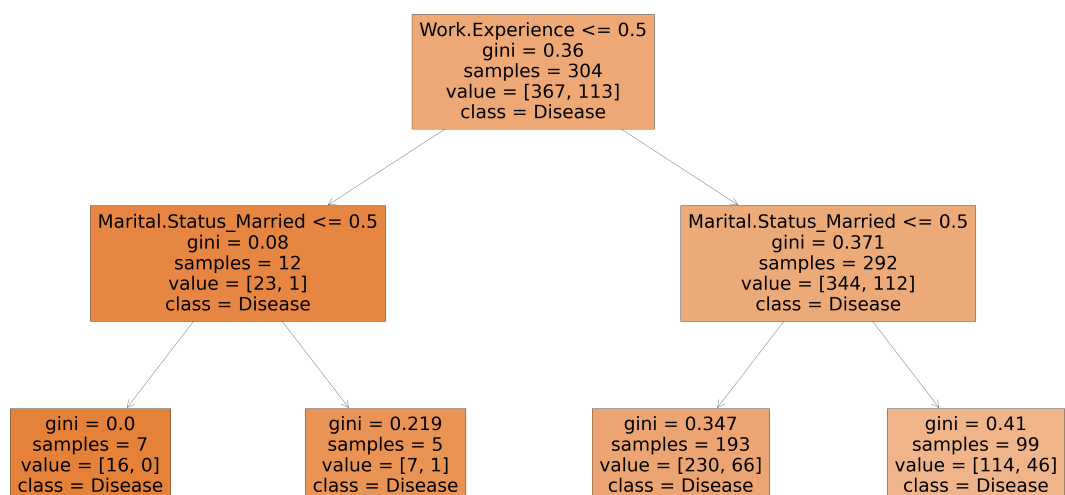 Work.Experience <= 0.5
gini = 0.36
samples = 304
value = [367, 113]
class = Disease
Marital.Status_Married <= 0.5
gini = 0.08
samples = 12
value = [23, 1]
class = Disease
Marital.Status_Married <= 0.5
gini = 0.371
samples = 292
value = [344, 112]
class = Disease
gini = 0.0
samples = 7
value = [16, 0]
class = Disease
gini = 0.219
samples = 5
value = [7, 1]
class = Disease
gini = 0.347
samples = 193
value = [230, 66]
class = Disease
gini = 0.41
samples = 99
value = [114, 46]
class = Disease